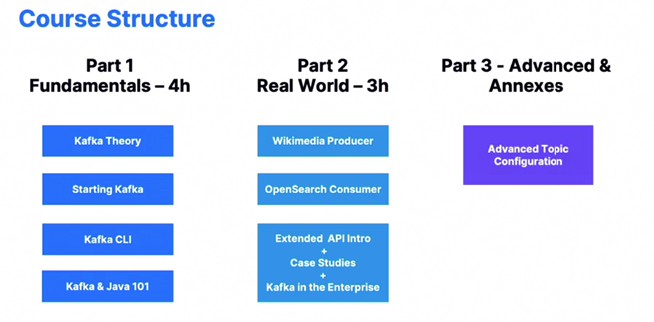 Course Structure
Part 1
Fundamentals – 4h
Kafka Theory
Starting Kafka
Kafka CLI
Kafka & Java 101
Part 2
Real World – 3h
Wikimedia Producer
OpenSearch Consumer
Extended API Intro
+
Case Studies
+
Kafka in the Enterprise
Part 3 - Advanced &
Annexes
Advanced Topic
Configuration